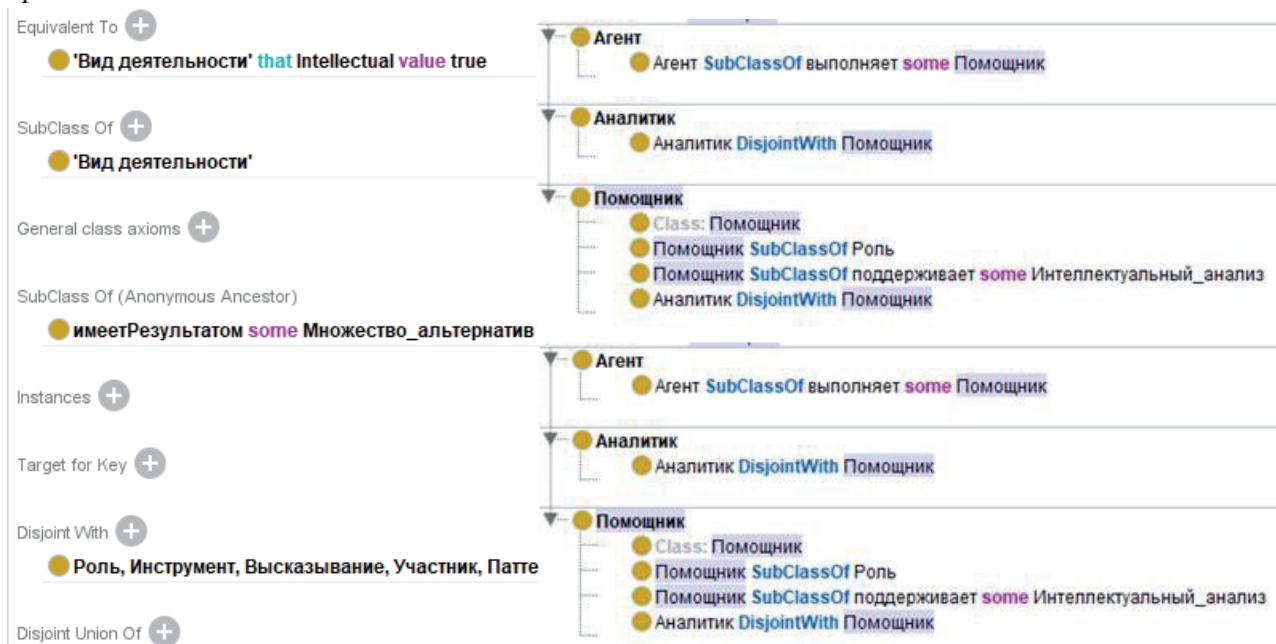 Equivalent To
'Вид деятельности' that Intellectual value true
SubClass Of
'Вид деятельности'
General class axioms
SubClass Of (Anonymous Ancestor)
имеетРезультатом some Множество_альтернатив
Instances
Target for Key
Disjoint With
Роль, Инструмент, Высказывание, Участник, Патте
Disjoint Union Of
Агент
Агент SubClassOf выполняет some Помощник
Аналитик
Аналитик DisjointWith Помощник
Помощник
Class: Помощник
Помощник SubClassOf Роль
Помощник SubClassOf поддерживает some Интеллектуальный_анализ
Аналитик DisjointWith Помощник
Агент
Агент SubClassOf выполняет some Помощник
Аналитик
Аналитик DisjointWith Помощник
Помощник
Class: Помощник
Помощник SubClassOf Роль
Помощник SubClassOf поддерживает some Интеллектуальный_анализ
Аналитик DisjointWith Помощник